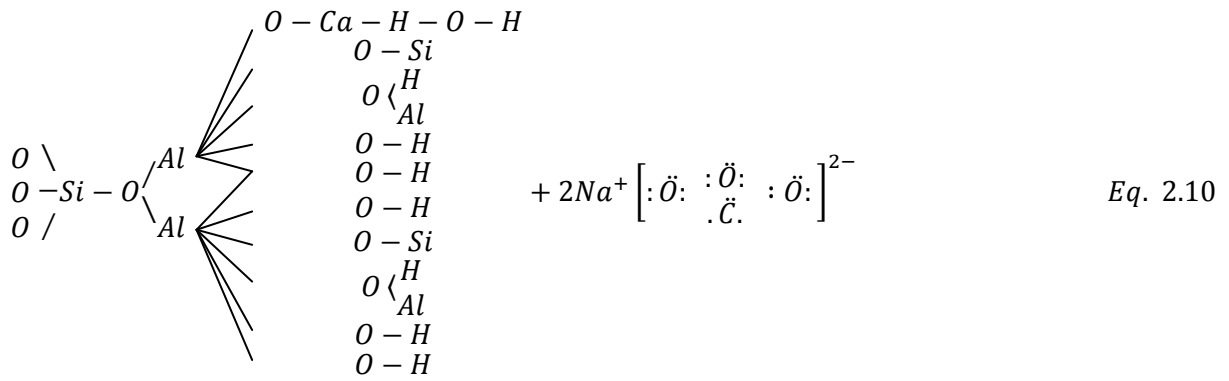 O – Ca – H – O – H
O – Si
O ⟨ H Al
O – H
O – H
O – H
O – Si
O ⟨ H Al
O – H
O – H
O \
O – Si – O
O /
/ Al
\ Al
+ 2Na⁺ [:Ö: :Ö: .C̈. :Ö:]²⁻
Eq. 2.10